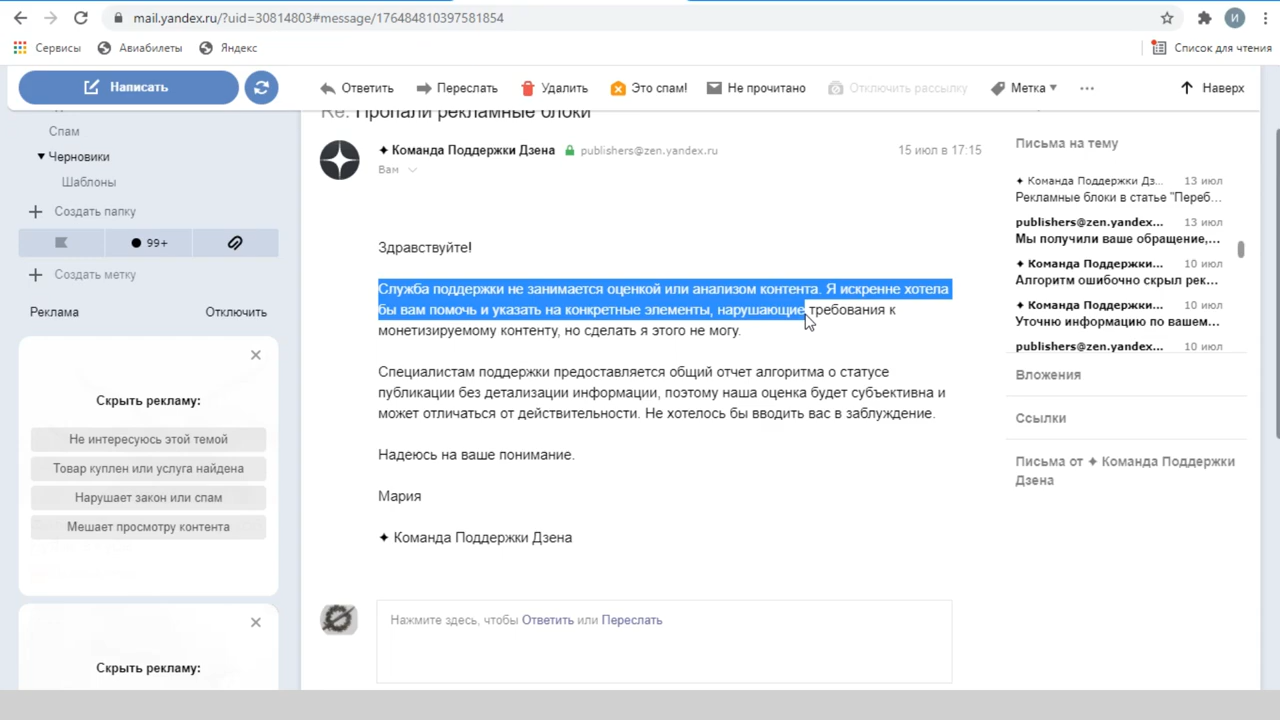 mail.yandex.ru/?uid=30814803#message/176484810397581854
И
Сервисы
Авиабилеты
Яндекс
Список для чтения
Написать
Ответить
Переслать
Удалить
Это спам!
Не прочитано
Отключить рассылку
Метка
Наверх
Спам
Черновики
Шаблоны
Создать папку
99+
Создать метку
Реклама
Отключить
Скрыть рекламу:
Не интересуюсь этой темой
Товар куплен или услуга найдена
Нарушает закон или спам
Мешает просмотру контента
Скрыть рекламу:
Re: Пропали рекламные блоки
Команда Поддержки Дзена publishers@zen.yandex.ru 15 июл в 17:15
Вам
Здравствуйте!
Служба поддержки не занимается оценкой или анализом контента. Я искренне хотела
бы вам помочь и указать на конкретные элементы, нарушающие требования к
монетизируемому контенту, но сделать я этого не могу.
Специалистам поддержки предоставляется общий отчет алгоритма о статусе
публикации без детализации информации, поэтому наша оценка будет субъективна и
может отличаться от действительности. Не хотелось бы вводить вас в заблуждение.
Надеюсь на ваше понимание.
Мария
Команда Поддержки Дзена
Нажмите здесь, чтобы Ответить или Переслать
Письма на тему
Команда Поддержки Дз... 13 июл
Рекламные блоки в статье "Переб...
publishers@zen.yandex... 13 июл
Мы получили ваше обращение,...
Команда Поддержки... 10 июл
Алгоритм ошибочно скрыл рек...
Команда Поддержки... 10 июл
Уточню информацию по вашем...
publishers@zen.yandex... 10 июл
Вложения
Ссылки
Письма от Команда Поддержки
Дзена